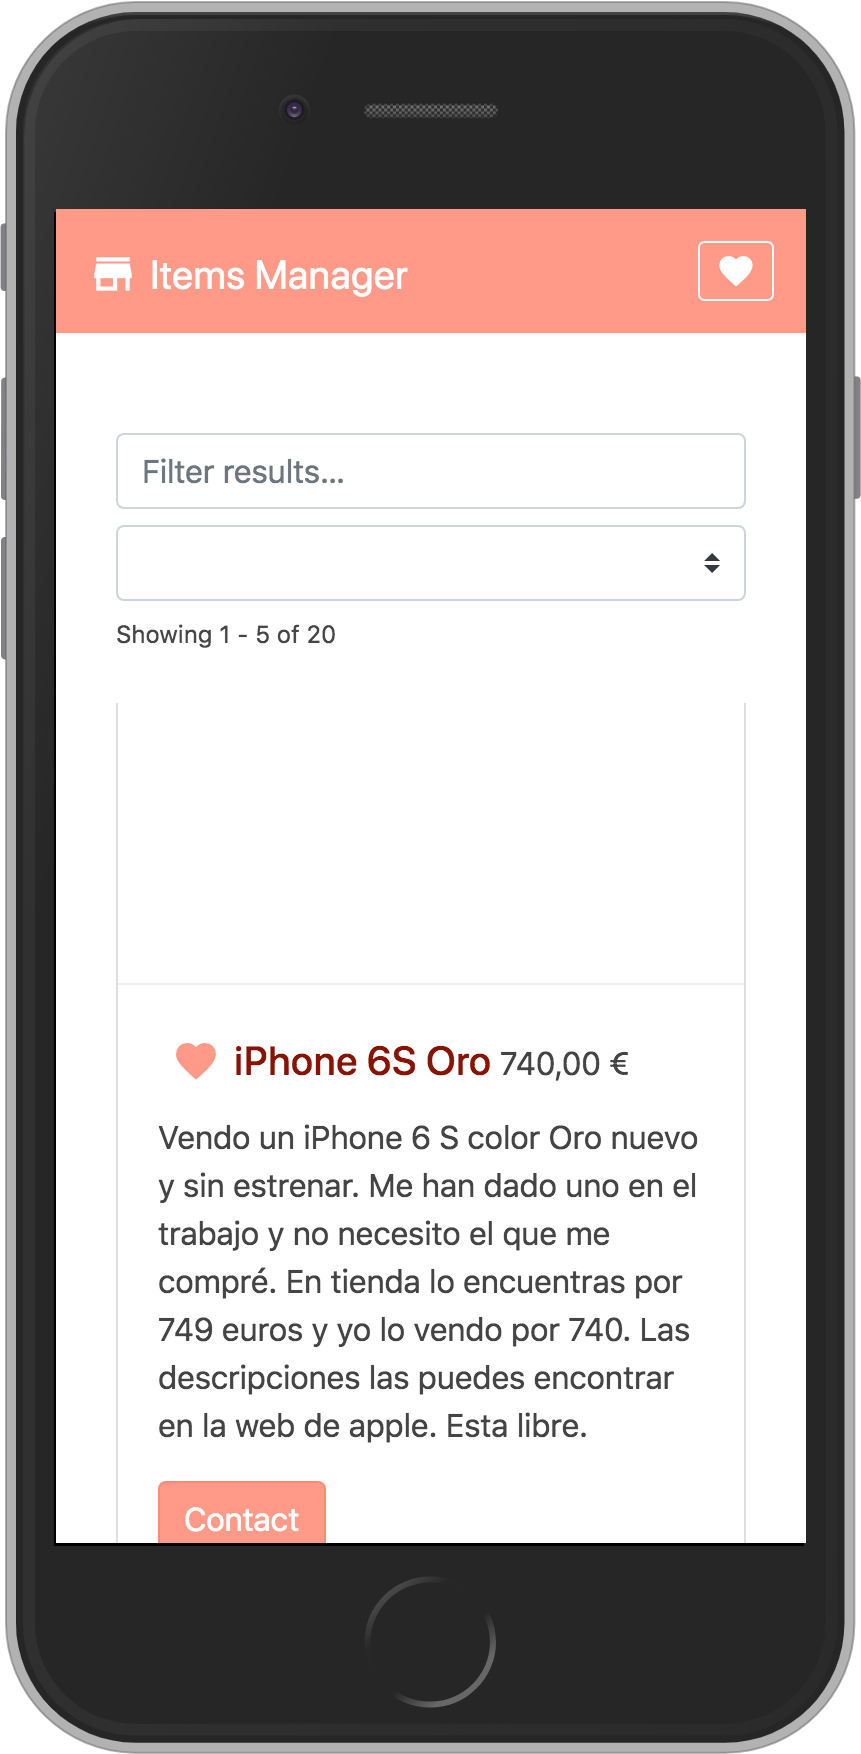 Items Manager
Filter results...
Showing 1 - 5 of 20
iPhone 6S Oro 740,00 €
Vendo un iPhone 6 S color Oro nuevo
y sin estrenar. Me han dado uno en el
trabajo y no necesito el que me
compré. En tienda lo encuentras por
749 euros y yo lo vendo por 740. Las
descripciones las puedes encontrar
en la web de apple. Esta libre.
Contact